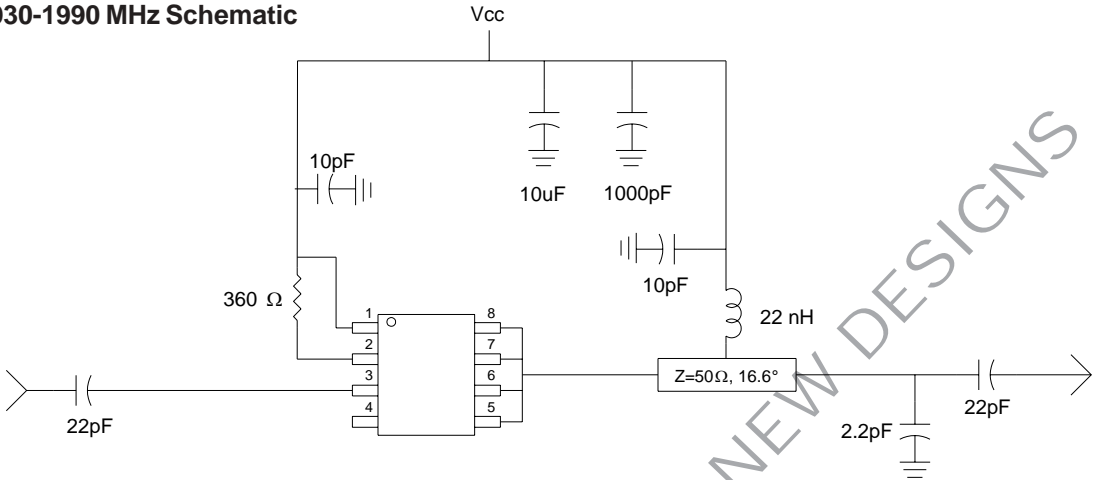 930-1990 MHz Schematic
Vcc
10pF
10uF
1000pF
10pF
360 Ω
22 nH
1
2
3
4
8
7
6
5
Z=50Ω, 16.6°
22pF
22pF
2.2pF
NEW DESIGNS